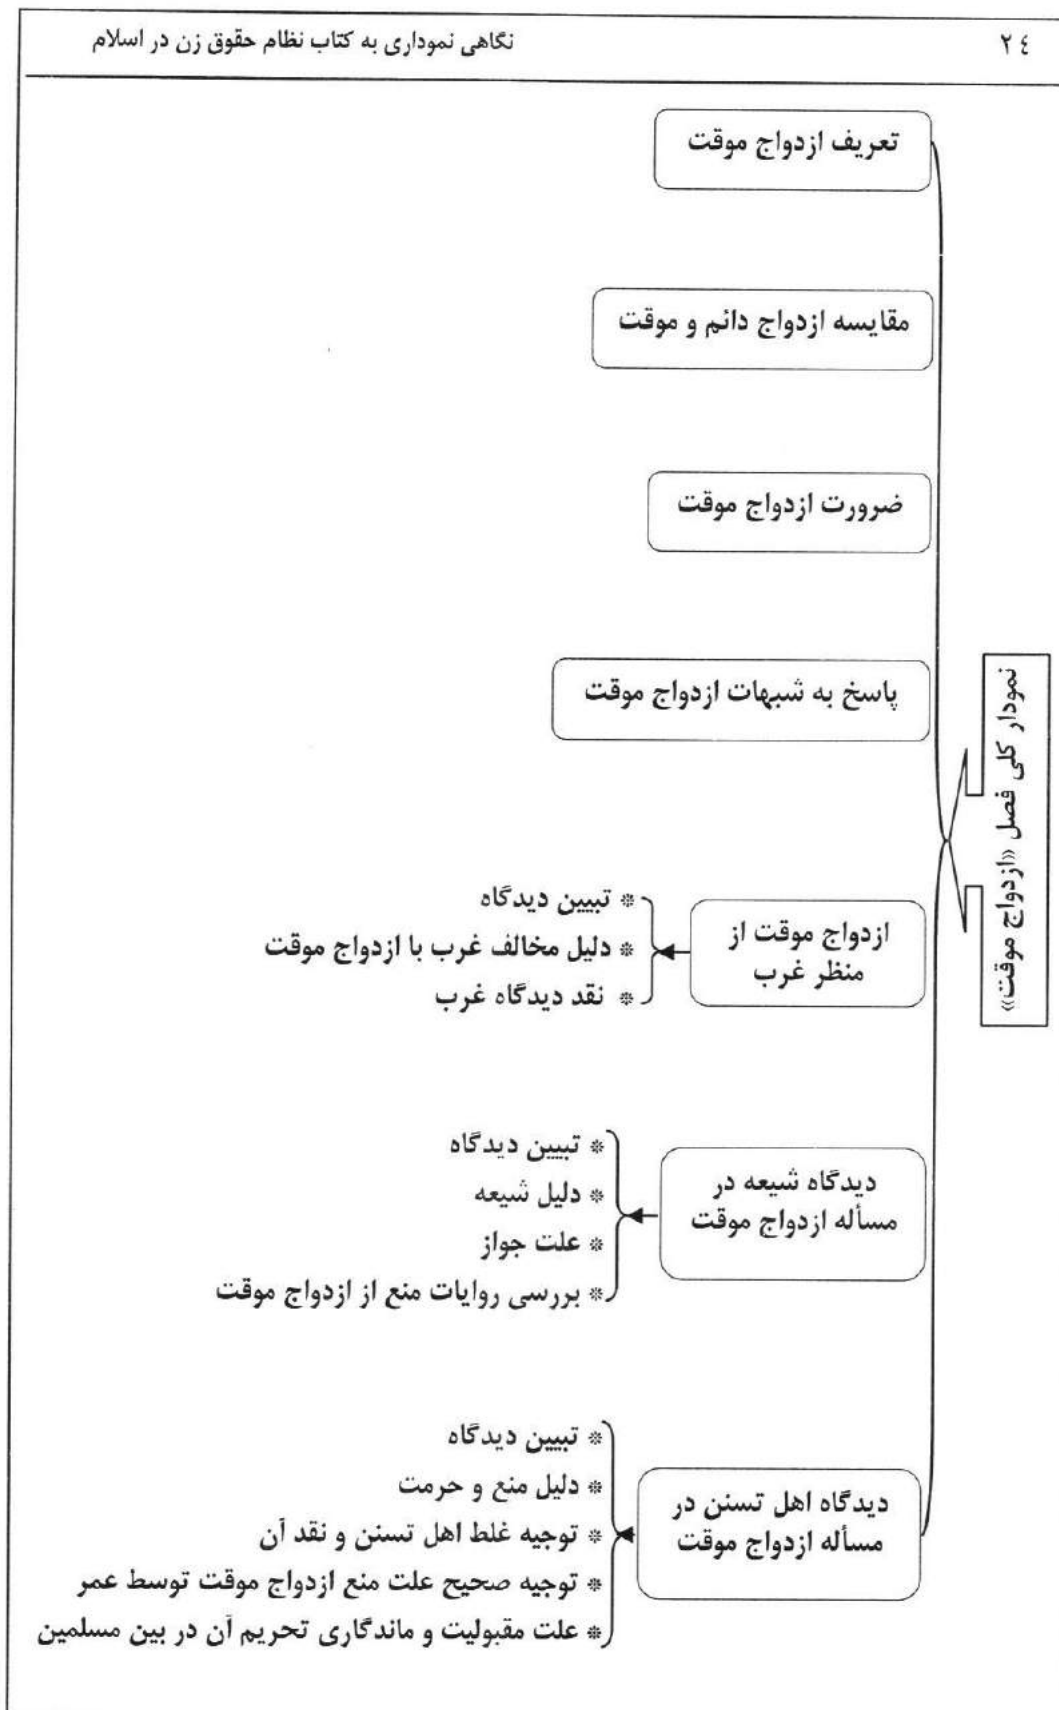 ۲٤
نگاهی نموداری به کتاب نظام حقوق زن در اسلام
نمودار کلی فصل «ازدواج موقت»
تعریف ازدواج موقت
مقایسه ازدواج دائم و موقت
ضرورت ازدواج موقت
پاسخ به شبهات ازدواج موقت
ازدواج موقت از
منظر غرب
* تبیین دیدگاه
* دلیل مخالف غرب با ازدواج موقت
* نقد دیدگاه غرب
دیدگاه شیعه در
مسأله ازدواج موقت
* تبیین دیدگاه
* دلیل شیعه
* علت جواز
* بررسی روایات منع از ازدواج موقت
دیدگاه اهل تسنن در
مسأله ازدواج موقت
* تبیین دیدگاه
* دلیل منع و حرمت
* توجیه غلط اهل تسنن و نقد آن
* توجیه صحیح علت منع ازدواج موقت توسط عمر
* علت مقبولیت و ماندگاری تحریم آن در بین مسلمین